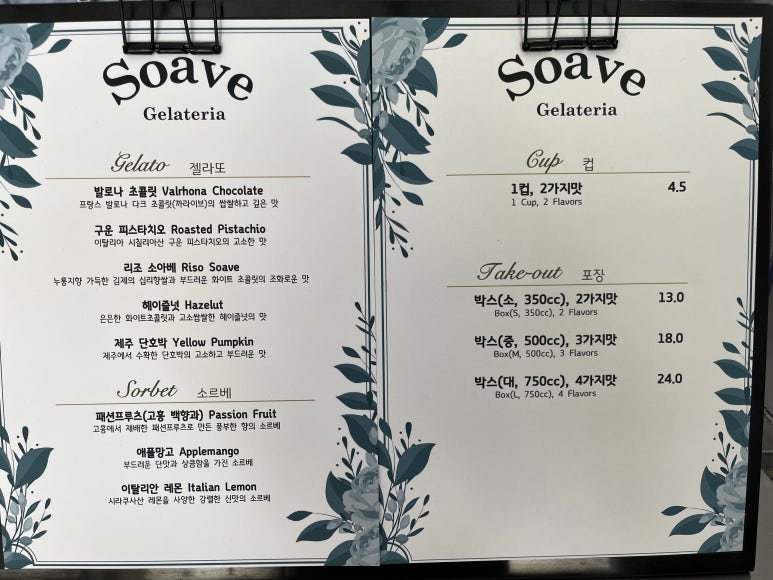 Soave
Gelateria
Gelato 젤라또
발로나 초콜릿 Valrhona Chocolate
프랑스 발로나 다크 초콜릿(까라이브)의 쌉쌀하고 깊은 맛
구운 피스타치오 Roasted Pistachio
이탈리아 시칠리아산 구운 피스타치오의 고소한 맛
리조 소아베 Riso Soave
누룽지향 가득한 김제의 십리향쌀과 부드러운 화이트 초콜릿의 조화로운 맛
헤이즐넛 Hazelut
은은한 화이트초콜릿과 고소쌉쌀한 헤이즐넛의 맛
제주 단호박 Yellow Pumpkin
제주에서 수확한 단호박의 고소하고 부드러운 맛
Sorbet 소르베
패션프루츠(고흥 백향과) Passion Fruit
고흥에서 재배한 패션프루츠로 만든 풍부한 향의 소르베
애플망고 Applemango
부드러운 단맛과 상큼함을 가진 소르베
이탈리안 레몬 Italian Lemon
시라쿠사산 레몬을 사양한 강렬한 신맛의 소르베
Soave
Gelateria
Cup 컵
1컵, 2가지맛 4.5
1 Cup, 2 Flavors
Take-out 포장
박스(소, 350cc), 2가지맛 13.0
Box(S, 350cc), 2 Flavors
박스(중, 500cc), 3가지맛 18.0
Box(M, 500cc), 3 Flavors
박스(대, 750cc), 4가지맛 24.0
Box(L, 750cc), 4 Flavors